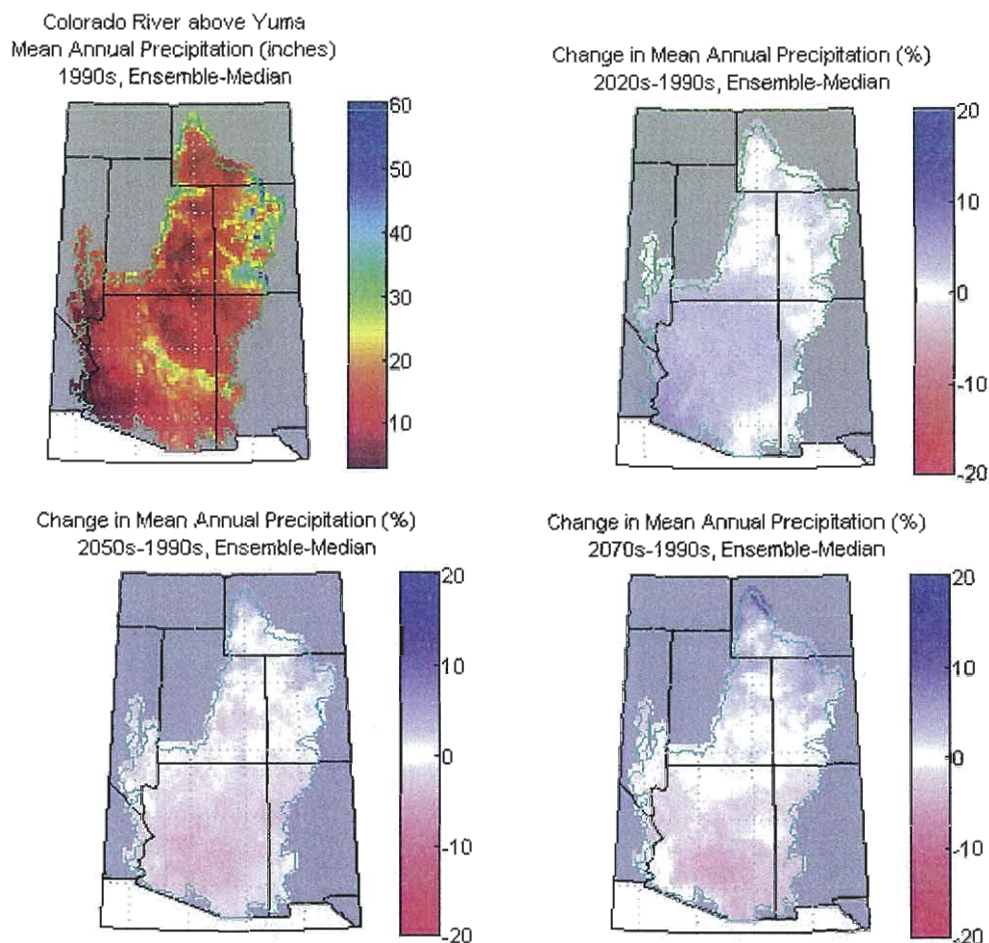 Colorado River above Yuma
Mean Annual Precipitation (inches)
1990s, Ensemble-Median
60
50
40
30
20
10
Change in Mean Annual Precipitation (%)
2020s-1990s, Ensemble-Median
20
10
0
-10
-20
Change in Mean Annual Precipitation (%)
2050s-1990s, Ensemble-Median
20
10
0
-10
-20
Change in Mean Annual Precipitation (%)
2070s-1990s, Ensemble-Median
20
10
0
-10
-20